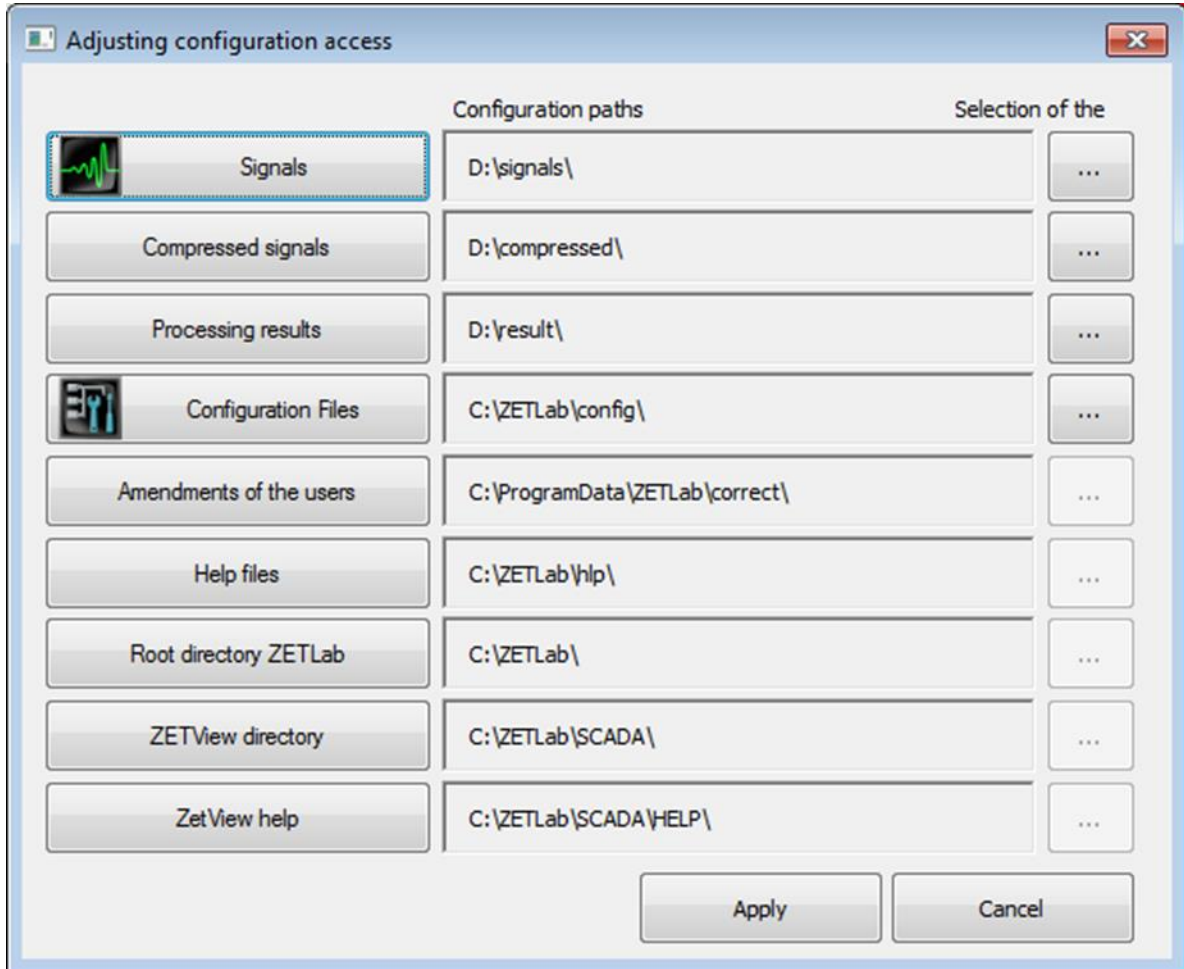 Adjusting configuration access
Configuration paths Selection of the
Signals D:\signals\ ...
Compressed signals D:\compressed\ ...
Processing results D:\result\ ...
Configuration Files C:\ZETLab\config\ ...
Amendments of the users C:\ProgramData\ZETLab\correct\ ...
Help files C:\ZETLab\hlp\ ...
Root directory ZETLab C:\ZETLab\ ...
ZETView directory C:\ZETLab\SCADA\ ...
ZetView help C:\ZETLab\SCADA\HELP\ ...
Apply Cancel